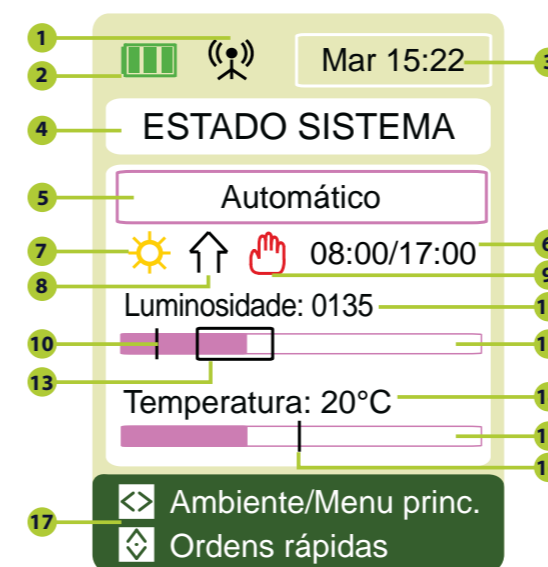 1
2
Mar 15:22
3
4
ESTADO SISTEMA
5
Automático
7
08:00/17:00
8
Luminosidade: 0135
10
13
Temperatura: 20°C
17
Ambiente/Menu princ.
Ordens rápidas